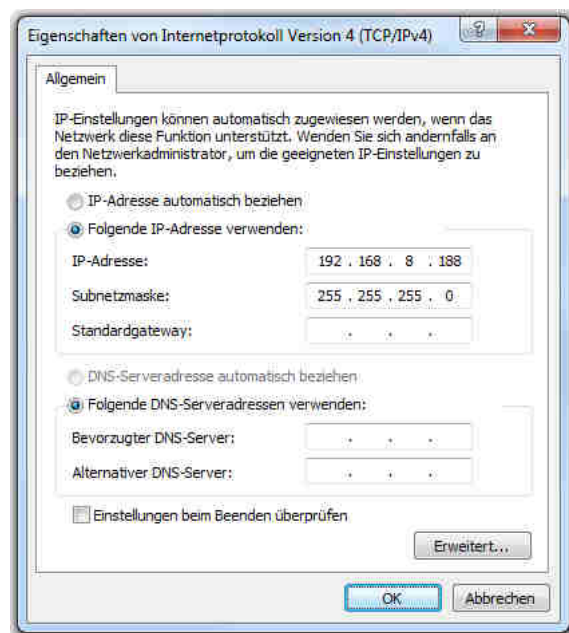 Eigenschaften von Internetprotokoll Version 4 (TCP/IPv4)
Allgemein
IP-Einstellungen können automatisch zugewiesen werden, wenn das
Netzwerk diese Funktion unterstützt. Wenden Sie sich andernfalls an
den Netzwerkadministrator, um die geeigneten IP-Einstellungen zu
beziehen.
IP-Adresse automatisch beziehen
Folgende IP-Adresse verwenden:
IP-Adresse: 192 . 168 . 8 . 188
Subnetzmaske: 255 . 255 . 255 . 0
Standardgateway: . . .
DNS-Serveradresse automatisch beziehen
Folgende DNS-Serveradressen verwenden:
Bevorzugter DNS-Server: . . .
Alternativer DNS-Server: . . .
Einstellungen beim Beenden überprüfen
Erweitert...
OK Abbrechen